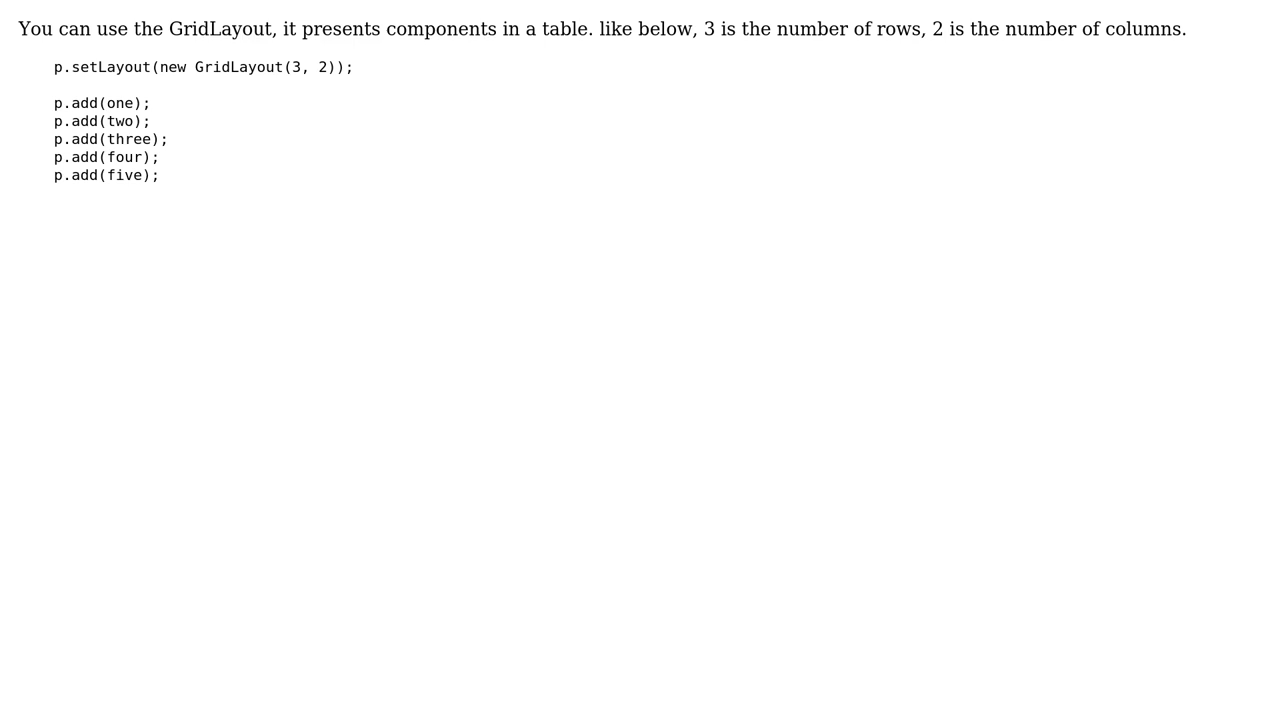 You can use the GridLayout, it presents components in a table. like below, 3 is the number of rows, 2 is the number of columns.
p.setLayout(new GridLayout(3, 2));
p.add(one);
p.add(two);
p.add(three);
p.add(four);
p.add(five);